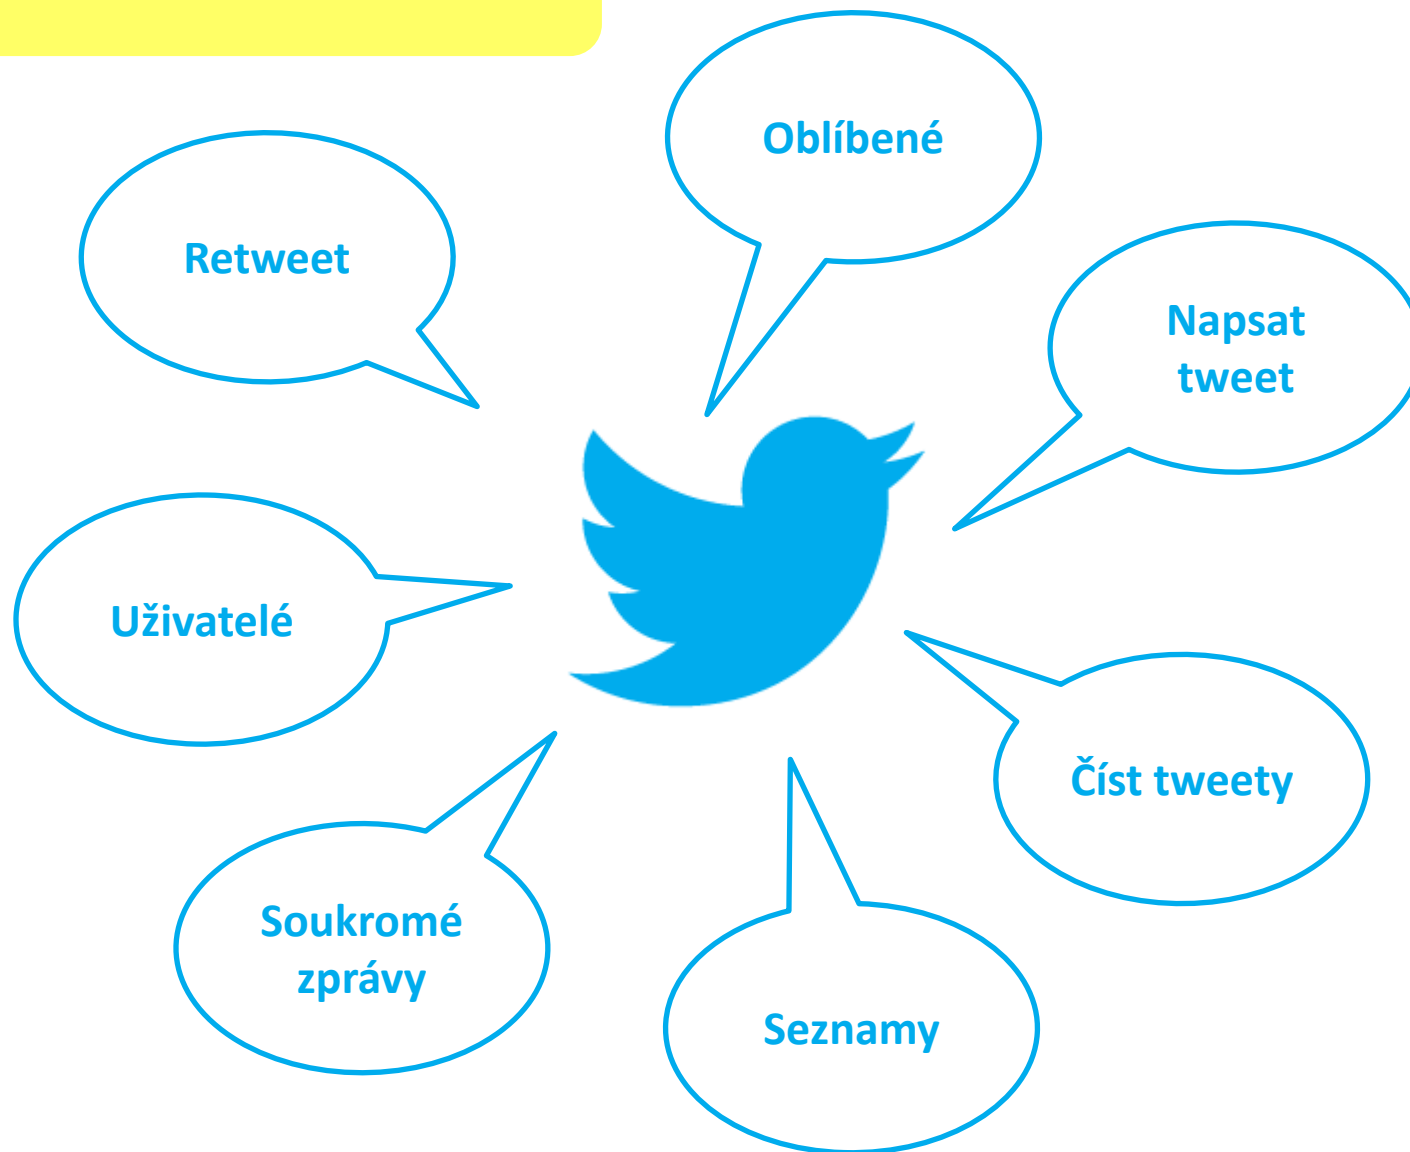 Oblíbené
Retweet
Napsat
tweet
Uživatelé
Číst tweety
Soukromé
zprávy
Seznamy